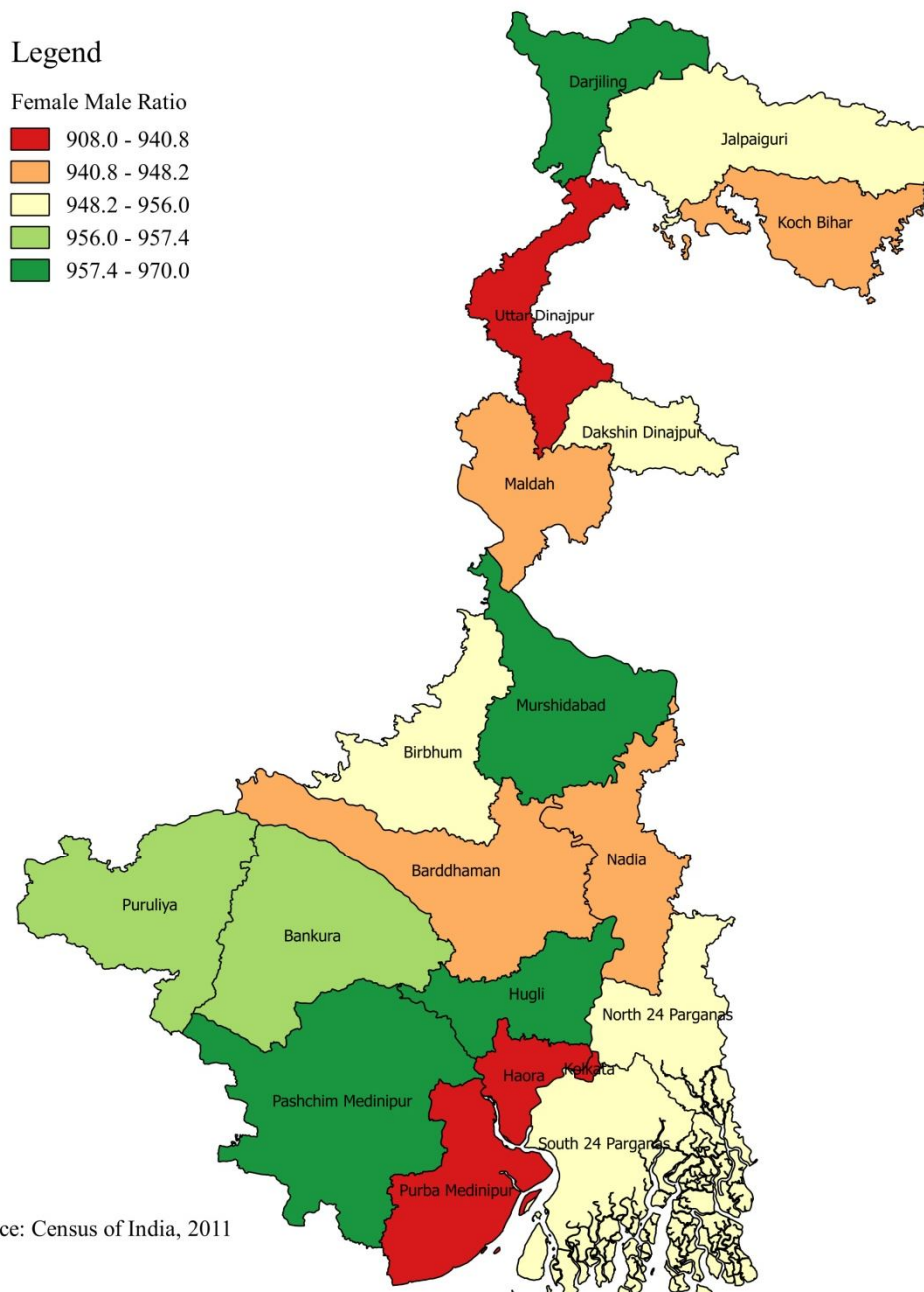 Legend
Female Male Ratio
908.0 - 940.8
940.8 - 948.2
948.2 - 956.0
956.0 - 957.4
957.4 - 970.0
Darjiling
Jalpaiguri
Koch Bihar
Uttar Dinajpur
Dakshin Dinajpur
Maldah
Murshidabad
Birbhum
Barddhaman
Nadia
Puruliya
Bankura
Hugli
North 24 Parganas
Haora
Kolkata
Pashchim Medinipur
South 24 Parganas
Purba Medinipur
ce: Census of India, 2011